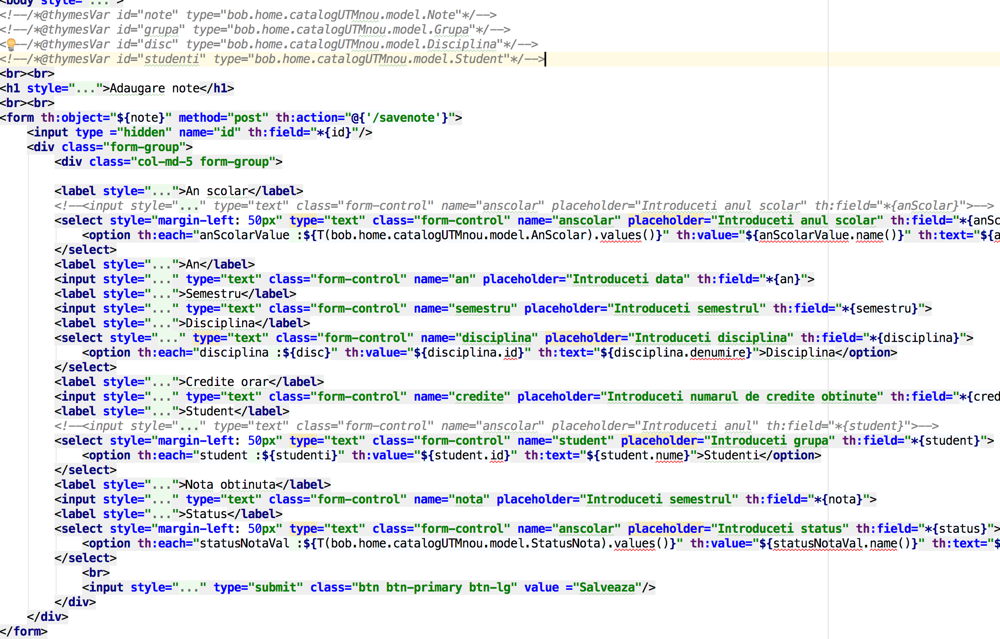 <body style="...">
<!--/*@thymesVar id="note" type="bob.home.catalogUTMnou.model.Note"*/-->
<!--/*@thymesVar id="grupa" type="bob.home.catalogUTMnou.model.Grupa"*/-->
<!--/*@thymesVar id="disc" type="bob.home.catalogUTMnou.model.Disciplina"*/-->
<!--/*@thymesVar id="studenti" type="bob.home.catalogUTMnou.model.Student"*/-->
<br><br>
<h1 style="...">Adaugare note</h1>
<br><br>
<form th:object="${note}" method="post" th:action="@{'/savenote'}">
<input type ="hidden" name="id" th:field="*{id}"/>
<div class="form-group">
<div class="col-md-5 form-group">
<label style="...">An scolar</label>
<!--<input style="..." type="text" class="form-control" name="anscolar" placeholder="Introduceti anul scolar" th:field="*{anScolar}">-->
<select style="margin-left: 50px" type="text" class="form-control" name="anscolar" placeholder="Introduceti anul scolar" th:field="*{anSc
<option th:each="anScolarValue :${T(bob.home.catalogUTMnou.model.AnScolar).values()}" th:value="${anScolarValue.name()}" th:text="${a
</select>
<label style="...">An</label>
<input style="..." type="text" class="form-control" name="an" placeholder="Introduceti data" th:field="*{an}">
<label style="...">Semestru</label>
<input style="..." type="text" class="form-control" name="semestru" placeholder="Introduceti semestrul" th:field="*{semestru}">
<label style="...">Disciplina</label>
<select style="..." type="text" class="form-control" name="disciplina" placeholder="Introduceti disciplina" th:field="*{disciplina}">
<option th:each="disciplina :${disc}" th:value="${disciplina.id}" th:text="${disciplina.denumire}">Disciplina</option>
</select>
<label style="...">Credite orar</label>
<input style="..." type="text" class="form-control" name="credite" placeholder="Introduceti numarul de credite obtinute" th:field="*{cred
<label style="...">Student</label>
<!--<input style="..." type="text" class="form-control" name="anscolar" placeholder="Introduceti anul" th:field="*{student}">-->
<select style="margin-left: 50px" type="text" class="form-control" name="student" placeholder="Introduceti grupa" th:field="*{student}">
<option th:each="student :${studenti}" th:value="${student.id}" th:text="${student.nume}">Studenti</option>
</select>
<label style="...">Nota obtinuta</label>
<input style="..." type="text" class="form-control" name="nota" placeholder="Introduceti semestrul" th:field="*{nota}">
<label style="...">Status</label>
<select style="margin-left: 50px" type="text" class="form-control" name="anscolar" placeholder="Introduceti status" th:field="*{status}">
<option th:each="statusNotaVal :${T(bob.home.catalogUTMnou.model.StatusNota).values()}" th:value="${statusNotaVal.name()}" th:text="$
</select>
<br>
<input style="..." type="submit" class="btn btn-primary btn-lg" value ="Salveaza"/>
</div>
</div>
</form>